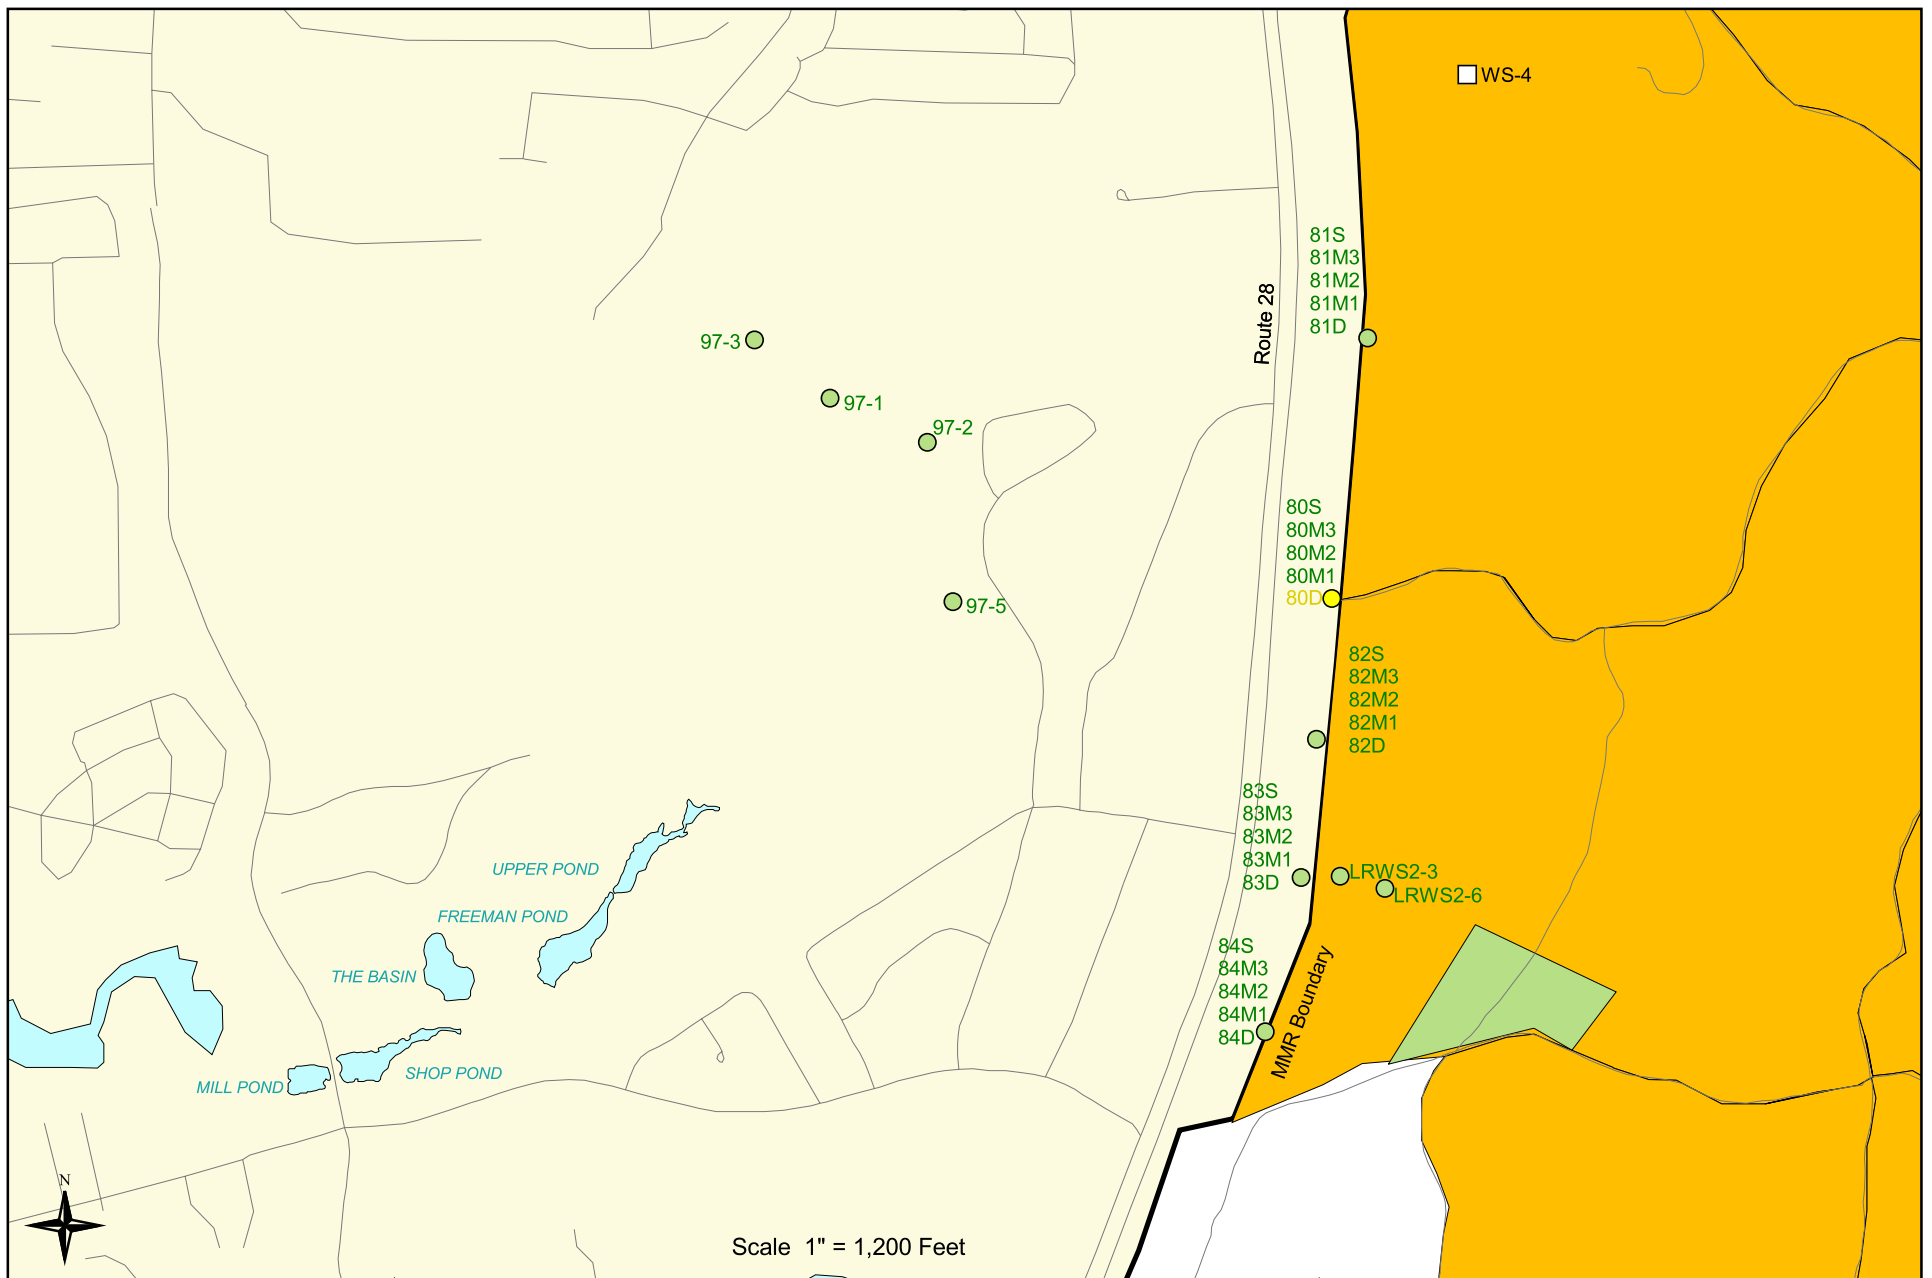 WS-4
81S
81M3
81M2
81M1
81D
Route 28
97-3
97-1
97-2
80S
80M3
80M2
80M1
80D
97-5
82S
82M3
82M2
82M1
82D
83S
83M3
83M2
83M1
83D
LRWS2-3
LRWS2-6
UPPER POND
FREEMAN POND
THE BASIN
84S
84M3
84M2
84M1
84D
MMR Boundary
SHOP POND
MILL POND
N
Scale 1" = 1,200 Feet